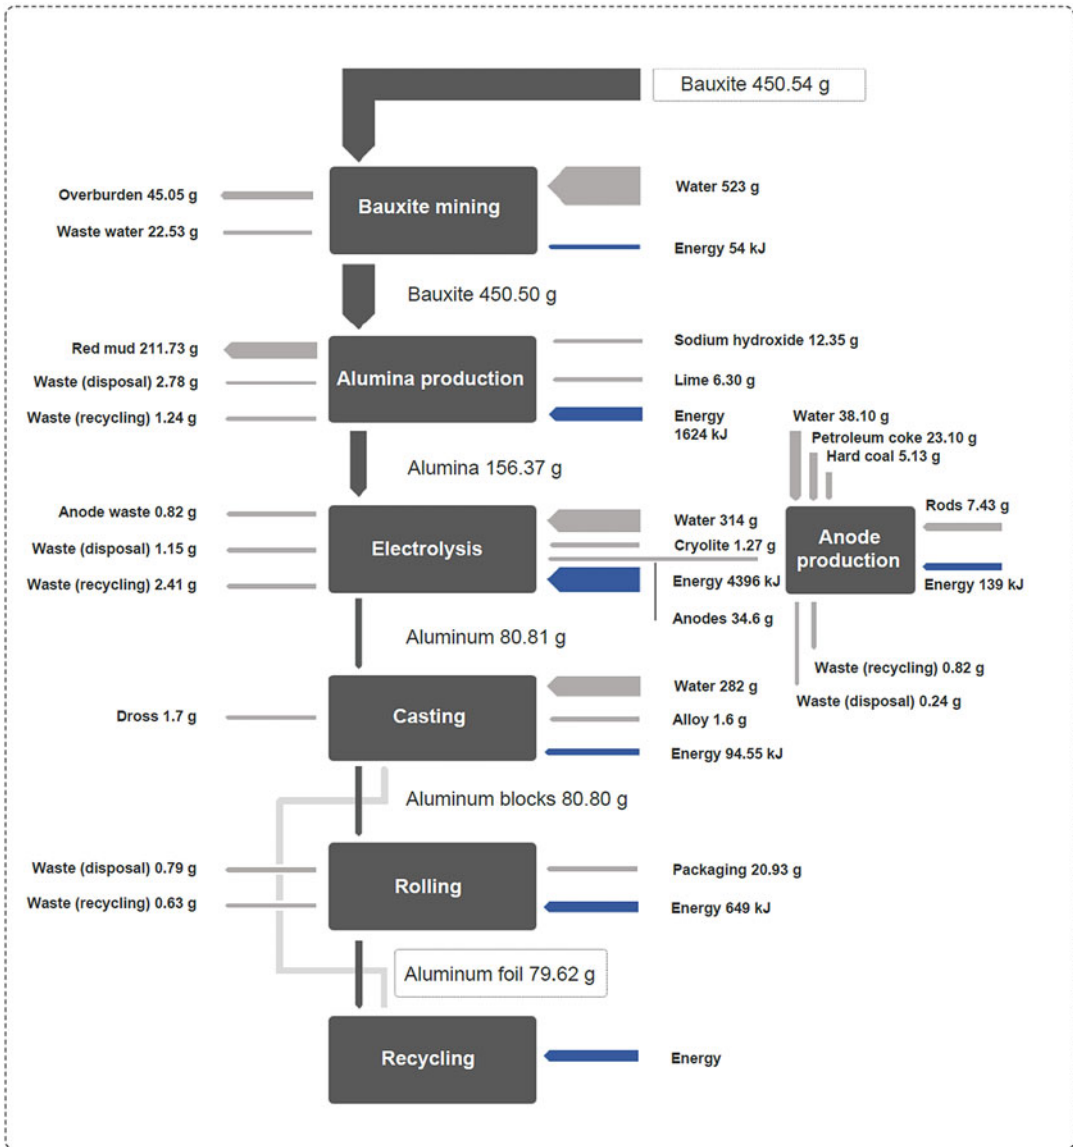 Bauxite 450.54 g
Overburden 45.05 g
Waste water 22.53 g
Bauxite mining
Water 523 g
Energy 54 kJ
Bauxite 450.50 g
Red mud 211.73 g
Waste (disposal) 2.78 g
Waste (recycling) 1.24 g
Alumina production
Sodium hydroxide 12.35 g
Lime 6.30 g
Energy
1624 kJ
Water 38.10 g
Petroleum coke 23.10 g
Hard coal 5.13 g
Alumina 156.37 g
Anode waste 0.82 g
Waste (disposal) 1.15 g
Waste (recycling) 2.41 g
Electrolysis
Water 314 g
Cryolite 1.27 g
Energy 4396 kJ
Anodes 34.6 g
Anode
production
Rods 7.43 g
Energy 139 kJ
Waste (recycling) 0.82 g
Waste (disposal) 0.24 g
Aluminum 80.81 g
Dross 1.7 g
Casting
Water 282 g
Alloy 1.6 g
Energy 94.55 kJ
Aluminum blocks 80.80 g
Waste (disposal) 0.79 g
Waste (recycling) 0.63 g
Rolling
Packaging 20.93 g
Energy 649 kJ
Aluminum foil 79.62 g
Recycling
Energy